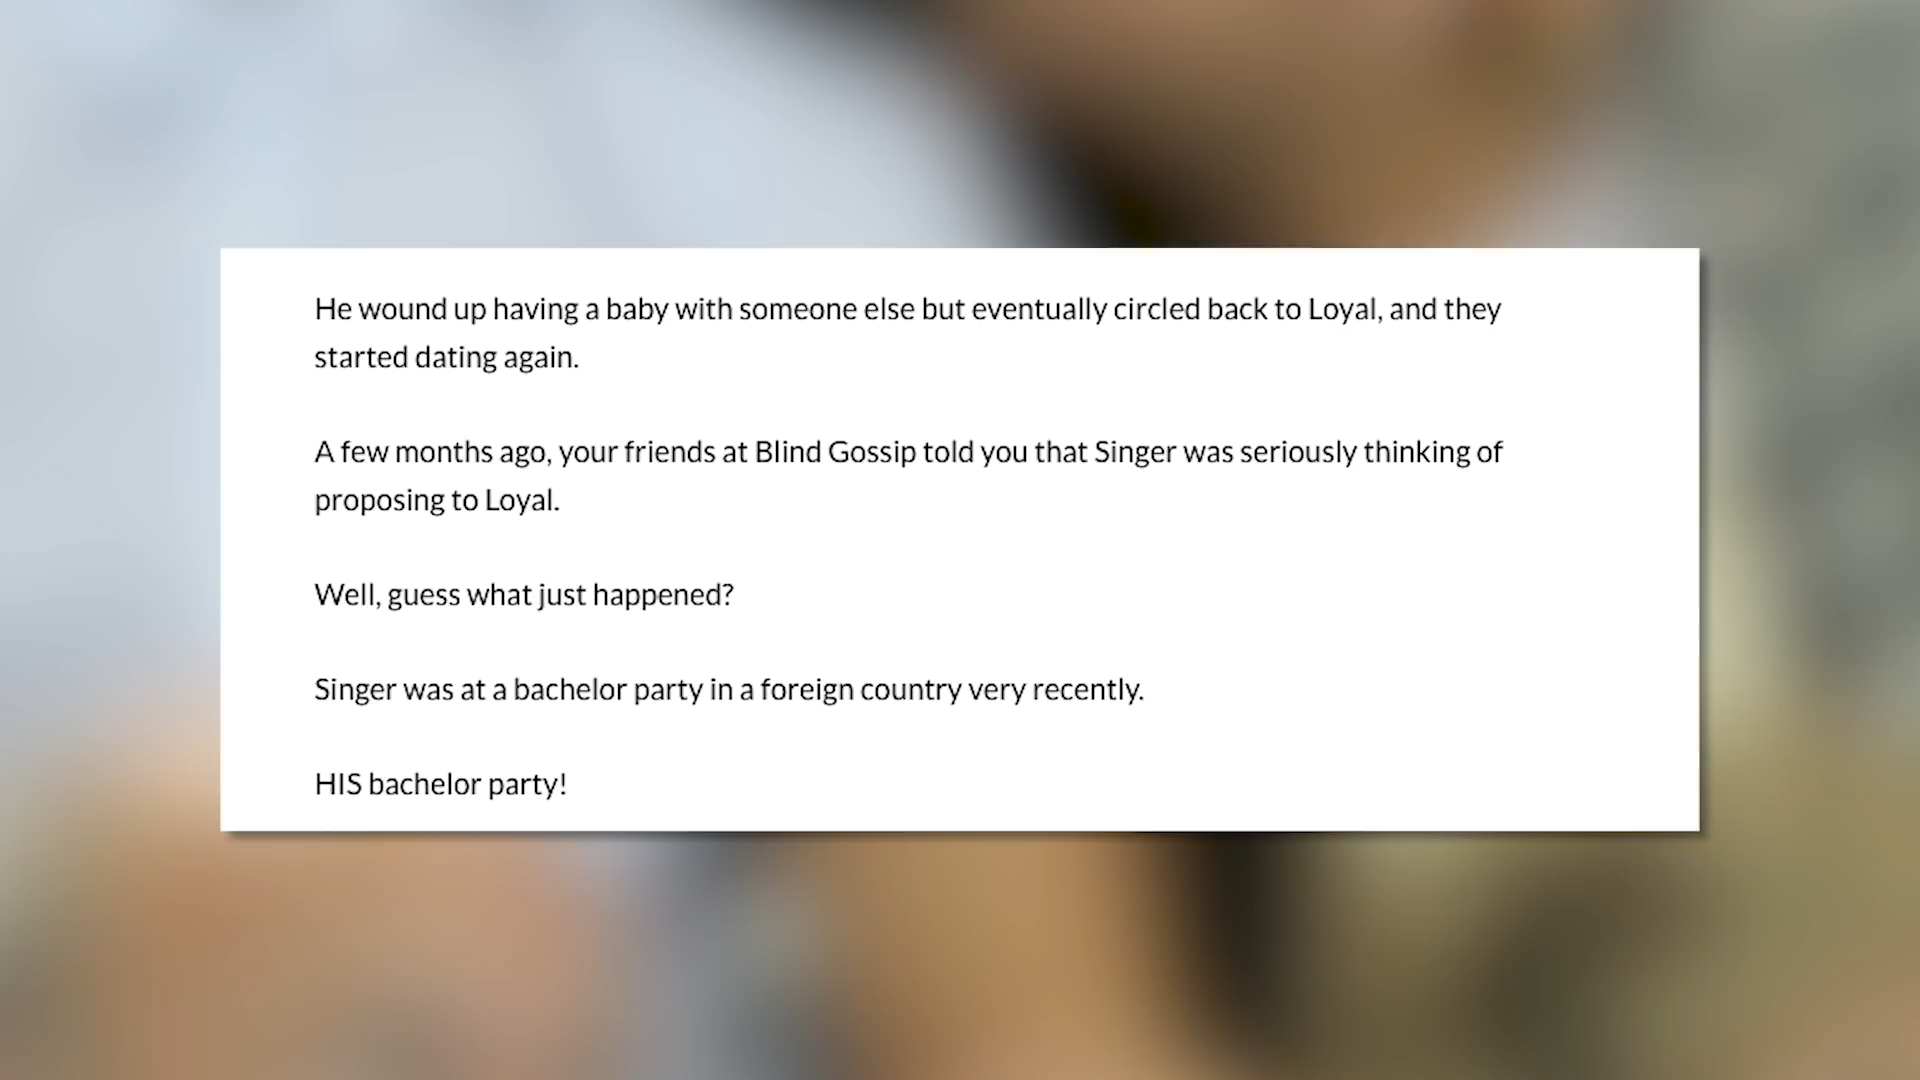 He wound up having a baby with someone else but eventually circled back to Loyal, and they
started dating again.
A few months ago, your friends at Blind Gossip told you that Singer was seriously thinking of
proposing to Loyal.
Well, guess what just happened?
Singer was at a bachelor party in a foreign country very recently.
HIS bachelor party!